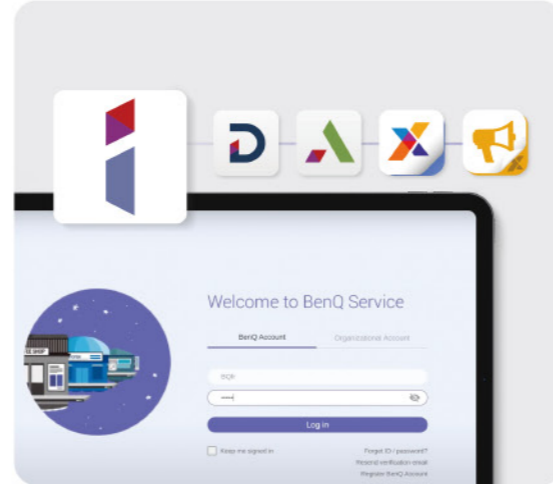 Welcome to BenQ Service
BenQ Account
Organizational Account
Log in
Keep me signed in
Forgot ID / password?
Resend verification email
Register BenQ Account